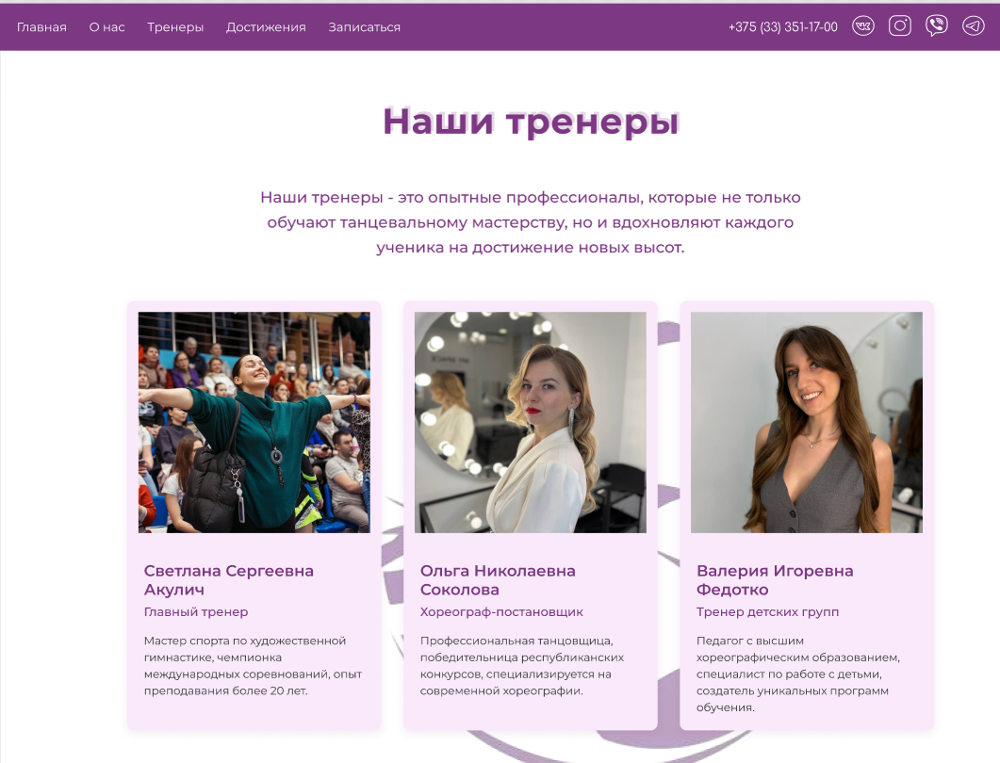 Главная О нас Тренеры Достижения Записаться +375 (33) 351-17-00
Наши тренеры
Наши тренеры - это опытные профессионалы, которые не только
обучают танцевальному мастерству, но и вдохновляют каждого
ученика на достижение новых высот.
Светлана Сергеевна
Акулич
Главный тренер
Мастер спорта по художественной
гимнастике, чемпионка
международных соревнований, опыт
преподавания более 20 лет.
Ольга Николаевна
Соколова
Хореограф-постановщик
Профессиональная танцовщица,
победительница республиканских
конкурсов, специализируется на
современной хореографии.
Валерия Игоревна
Федотко
Тренер детских групп
Педагог с высшим
хореографическим образованием,
специалист по работе с детьми,
создатель уникальных программ
обучения.